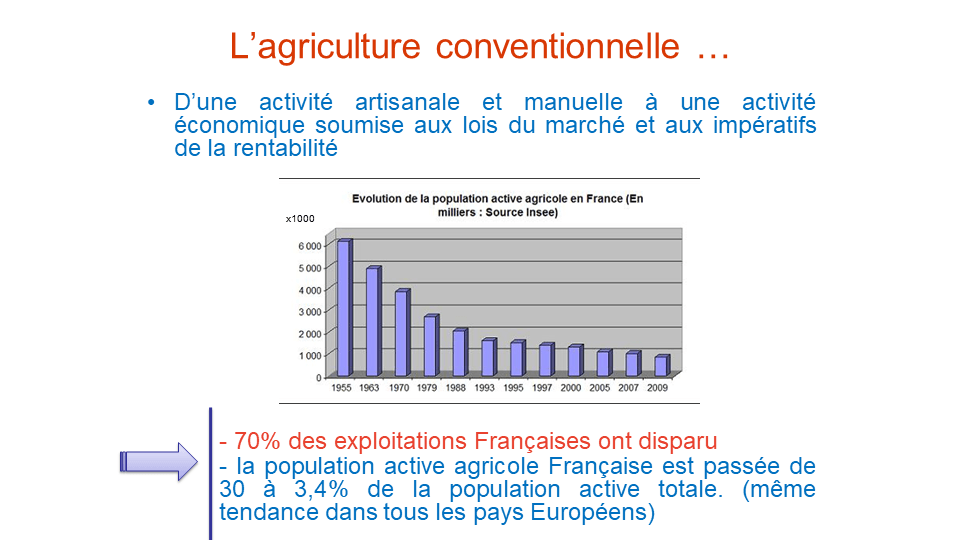 L’agriculture conventionnelle …
• D’une activité artisanale et manuelle à une activité
économique soumise aux lois du marché et aux impératifs
de la rentabilité
Evolution de la population active agricole en France (En
milliers : Source Insee)
x1000
6 000
5 000
4 000
3 000
2 000
1 000
0
1955 1963 1970 1979 1988 1993 1995 1997 2000 2005 2007 2009
- 70% des exploitations Françaises ont disparu
- la population active agricole Française est passée de
30 à 3,4% de la population active totale. (même
tendance dans tous les pays Européens)